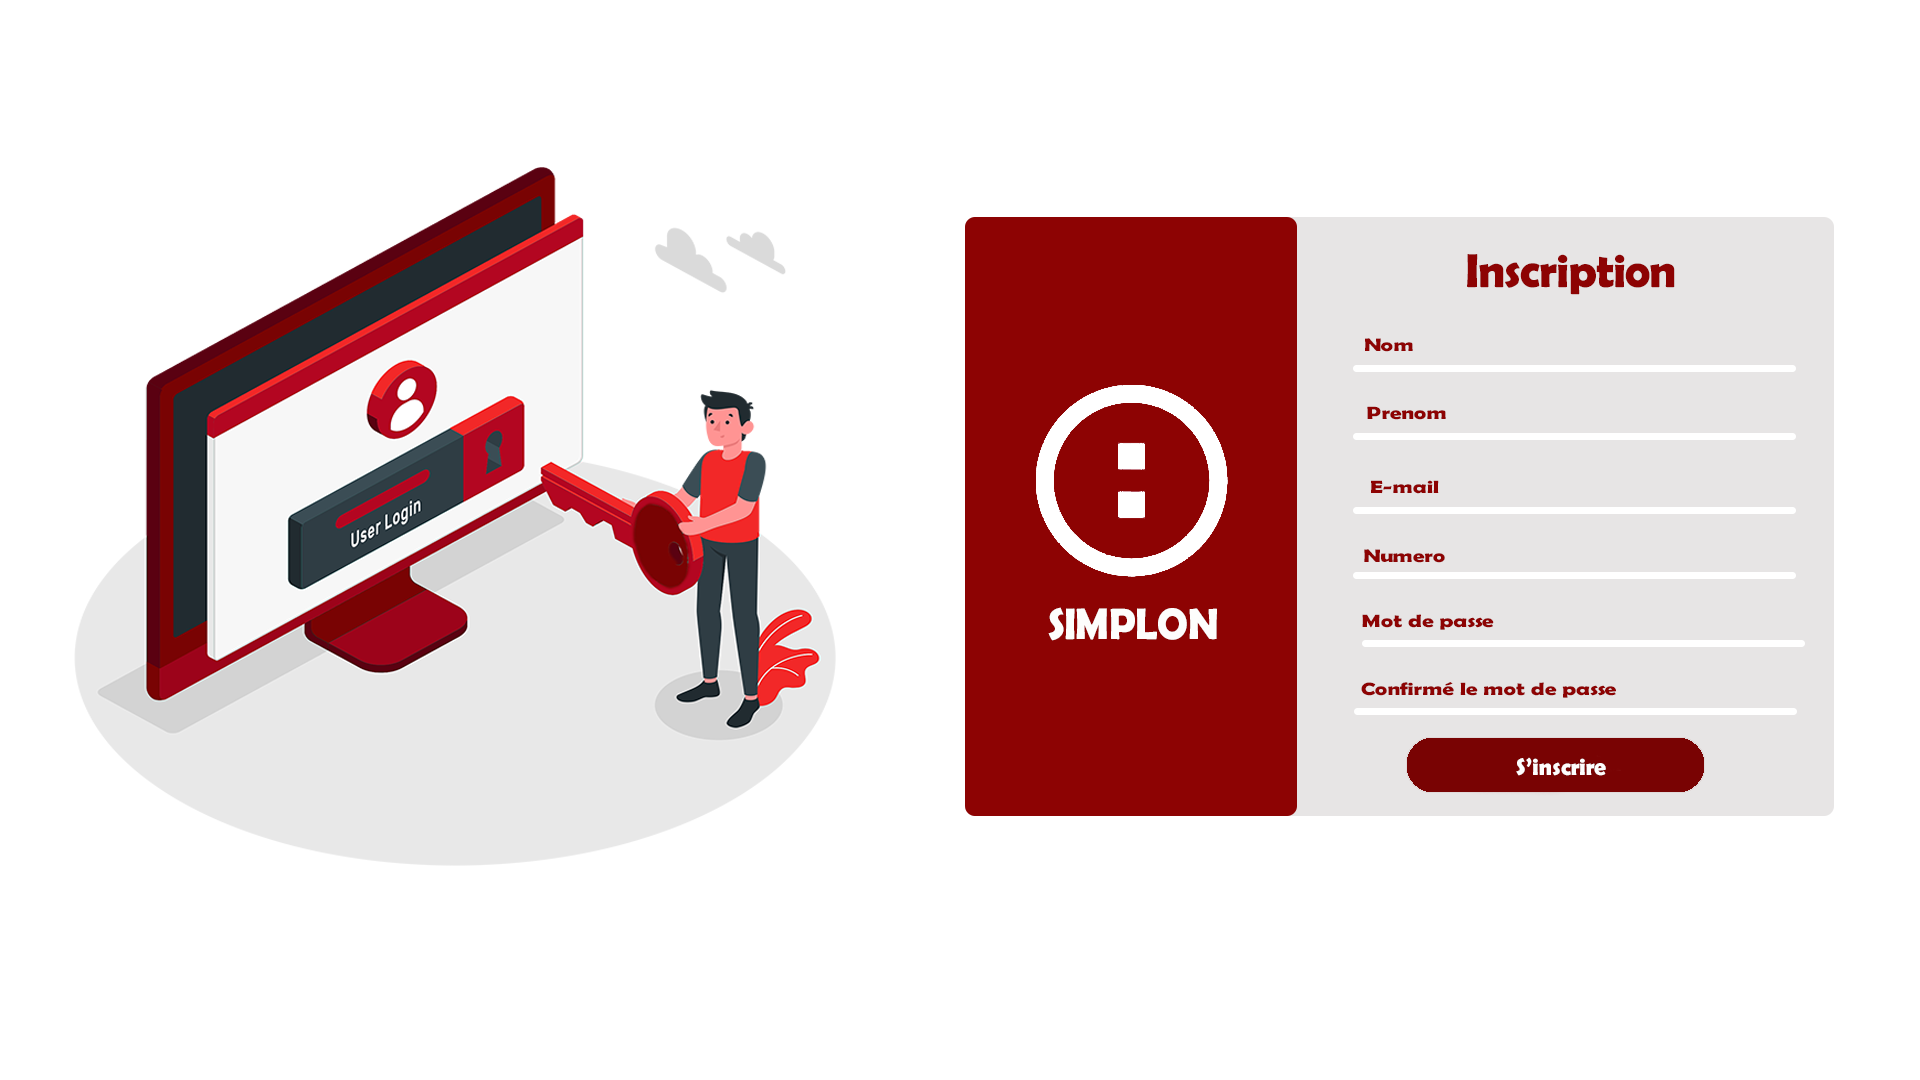 User Login
SIMPLON
Inscription
Nom
Prenom
E-mail
Numero
Mot de passe
Confirmé le mot de passe
S'inscrire